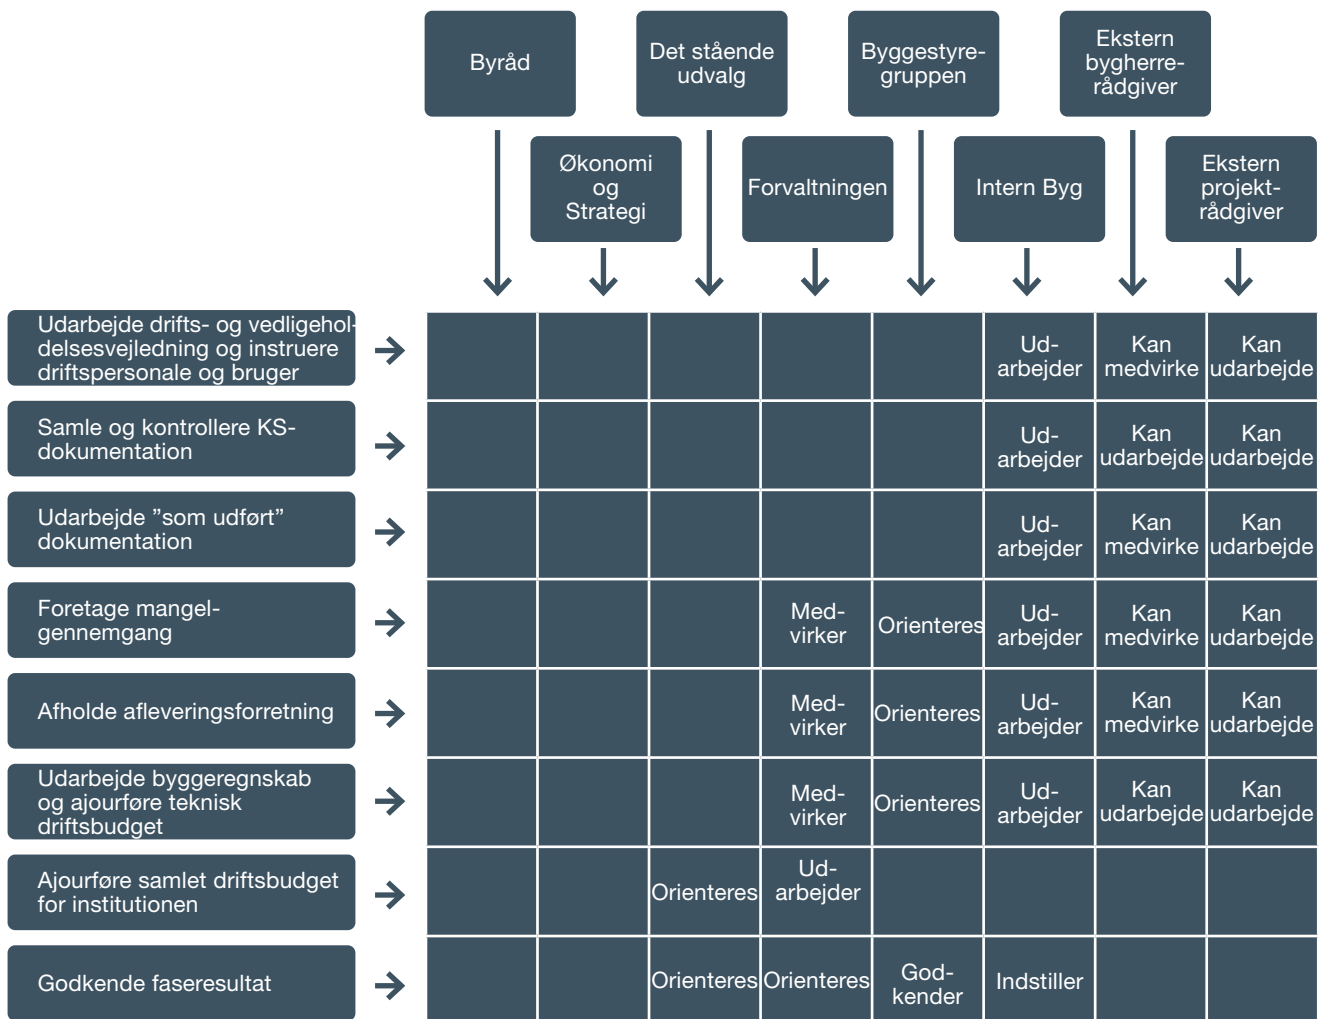 Byråd
Det stående
udvalg
Byggestyre-
gruppen
Ekstern
bygherre-
rådgiver
Økonomi
og
Strategi
Forvaltningen
Intern Byg
Ekstern
projekt-
rådgiver
Udarbejde drifts- og vedligehol-
delsesvejledning og instruere
driftspersonale og bruger
Ud-
arbejder
Kan
medvirke
Kan
udarbejde
Samle og kontrollere KS-
dokumentation
Ud-
arbejder
Kan
udarbejde
Kan
udarbejde
Udarbejde ”som udført”
dokumentation
Ud-
arbejder
Kan
medvirke
Kan
udarbejde
Foretage mangel-
gennemgang
Med-
virker
Orienteres
Ud-
arbejder
Kan
medvirke
Kan
udarbejde
Afholde afleveringsforretning
Med-
virker
Orienteres
Ud-
arbejder
Kan
medvirke
Kan
udarbejde
Udarbejde byggeregnskab
og ajourføre teknisk
driftsbudget
Med-
virker
Orienteres
Ud-
arbejder
Kan
udarbejde
Kan
udarbejde
Ajourføre samlet driftsbudget
for institutionen
Orienteres
Ud-
arbejder
Godkende faseresultat
Orienteres
Orienteres
God-
kender
Indstiller